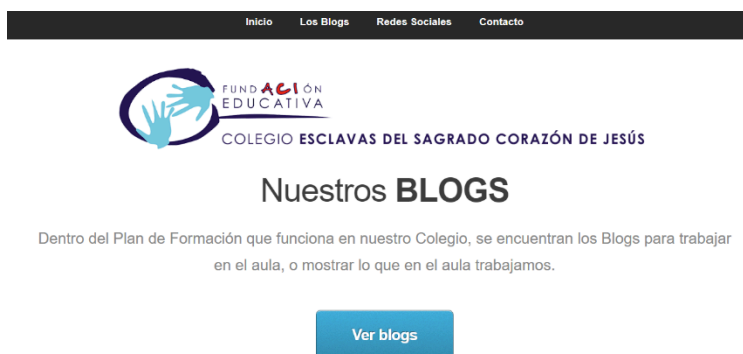 Inicio Los Blogs Redes Sociales Contacto
FUNDACIÓN
EDUCATIVA
COLEGIO ESCLAVAS DEL SAGRADO CORAZÓN DE JESÚS
Nuestros BLOGS
Dentro del Plan de Formación que funciona en nuestro Colegio, se encuentran los Blogs para trabajar
en el aula, o mostrar lo que en el aula trabajamos.
Ver blogs